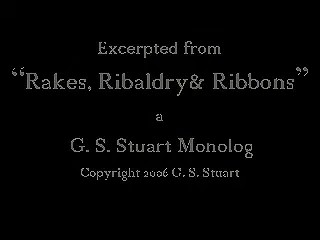 Excerpted from
“Rakes, Ribaldry& Ribbons”
a
G. S. Stuart Monolog
Copyright 2006 G. S. Stuart